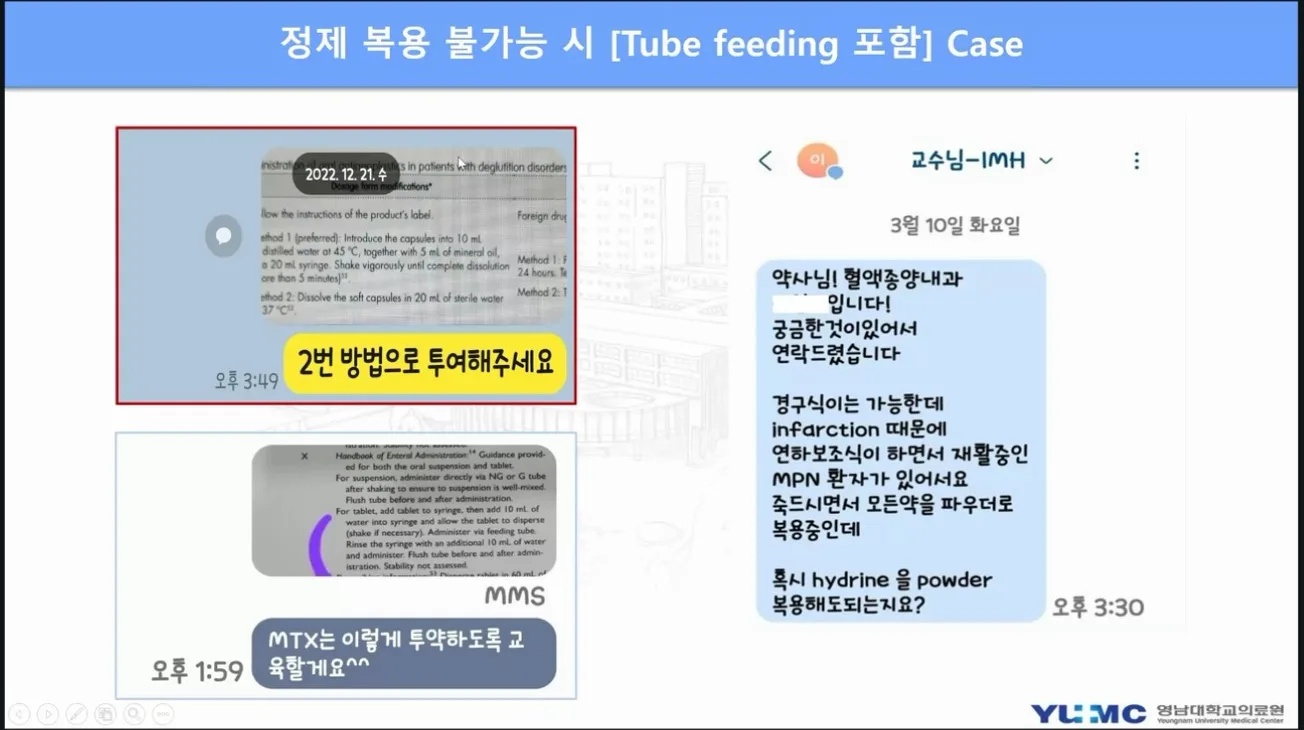 정제 복용 불가능 시 [Tube feeding 포함] Case
in patients with deglutition disorders
2022. 12. 21. 수
Dosage form modifications*
llow the instructions of the product's label.
Foreign drug
ethod 1 (preferred): Introduce the capsules into 10 mL
distilled water at 45 °C, together with 5 mL of mineral oil,
a 20 mL syringe. Shake vigorously until complete dissolution
ore than 5 minutes)
Method 1:
24 hours.
ethod 2: Dissolve the soft capsules in 20 mL of sterile water
37 °C
Method 2:
2번 방법으로 투여해주세요
오후 3:49
istration. Stability not assessed.
X Handbook of Enteral Administration:14 Guidance provid-
ed for both the oral suspension and tablet.
For suspension, administer directly via NG or G tube
after shaking to ensure to suspension is well-mixed.
Flush tube before and after administration.
For tablet, add tablet to syringe, then add 10 mL of
water into syringe and allow the tablet to disperse
(shake if necessary). Administer via feeding tube.
Rinse the syringe with an additional 10 mL of water
and administer. Flush tube before and after admin-
istration. Stability not assessed.
MMS
MTX는 이렇게 투약하도록 교
육할게요^^
오후 1:59
이
교수님-IMH
3월 10일 화요일
약사님! 혈액종양내과
입니다!
궁금한것이있어서
연락드렸습니다
경구식이는 가능한데
infarction 때문에
연하보조식이 하면서 재활중인
MPN 환자가 있어서요
죽드시면서 모든약을 파우더로
복용중인데
혹시 hydrine 을 powder
복용해도되는지요?
오후 3:30
YUMC 영남대학교의료원
Yeungnam University Medical Center